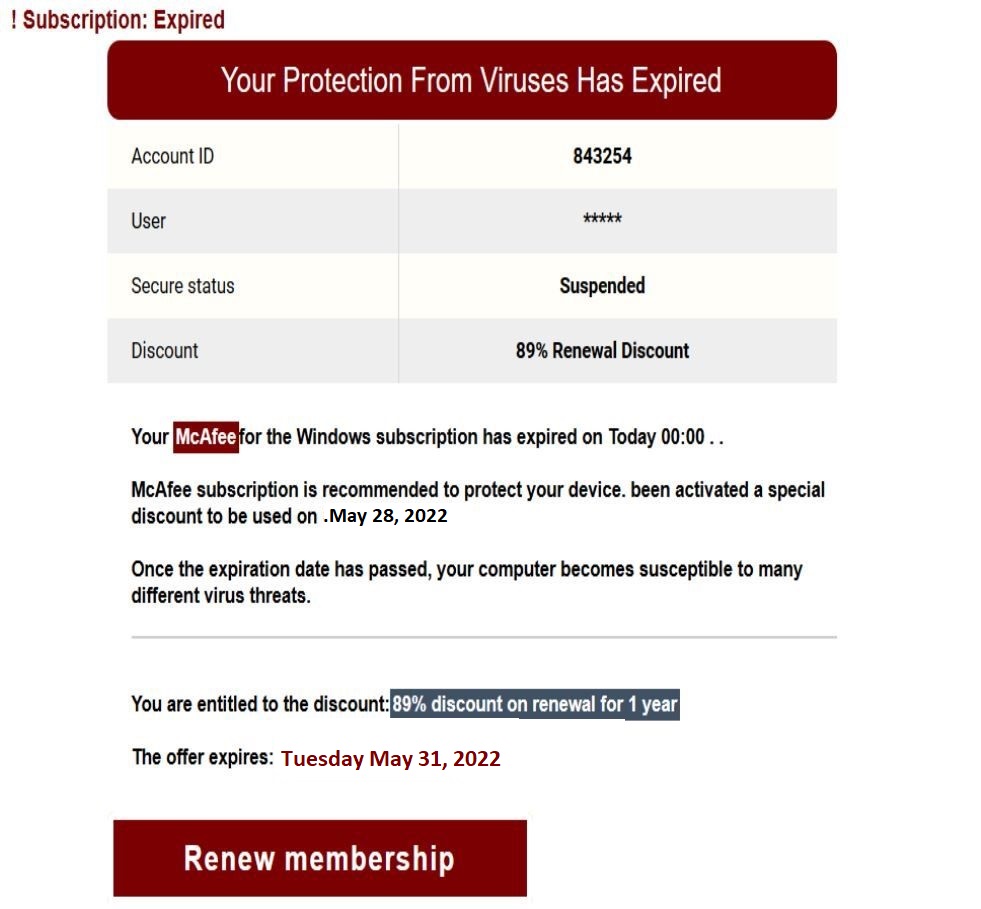 ! Subscription: Expired
Your Protection From Viruses Has Expired
Account ID 843254
User *****
Secure status Suspended
Discount 89% Renewal Discount
Your McAfee for the Windows subscription has expired on Today 00:00 . .
McAfee subscription is recommended to protect your device. been activated a special
discount to be used on .May 28, 2022
Once the expiration date has passed, your computer becomes susceptible to many
different virus threats.
You are entitled to the discount: 89% discount on renewal for 1 year
The offer expires: Tuesday May 31, 2022
Renew membership